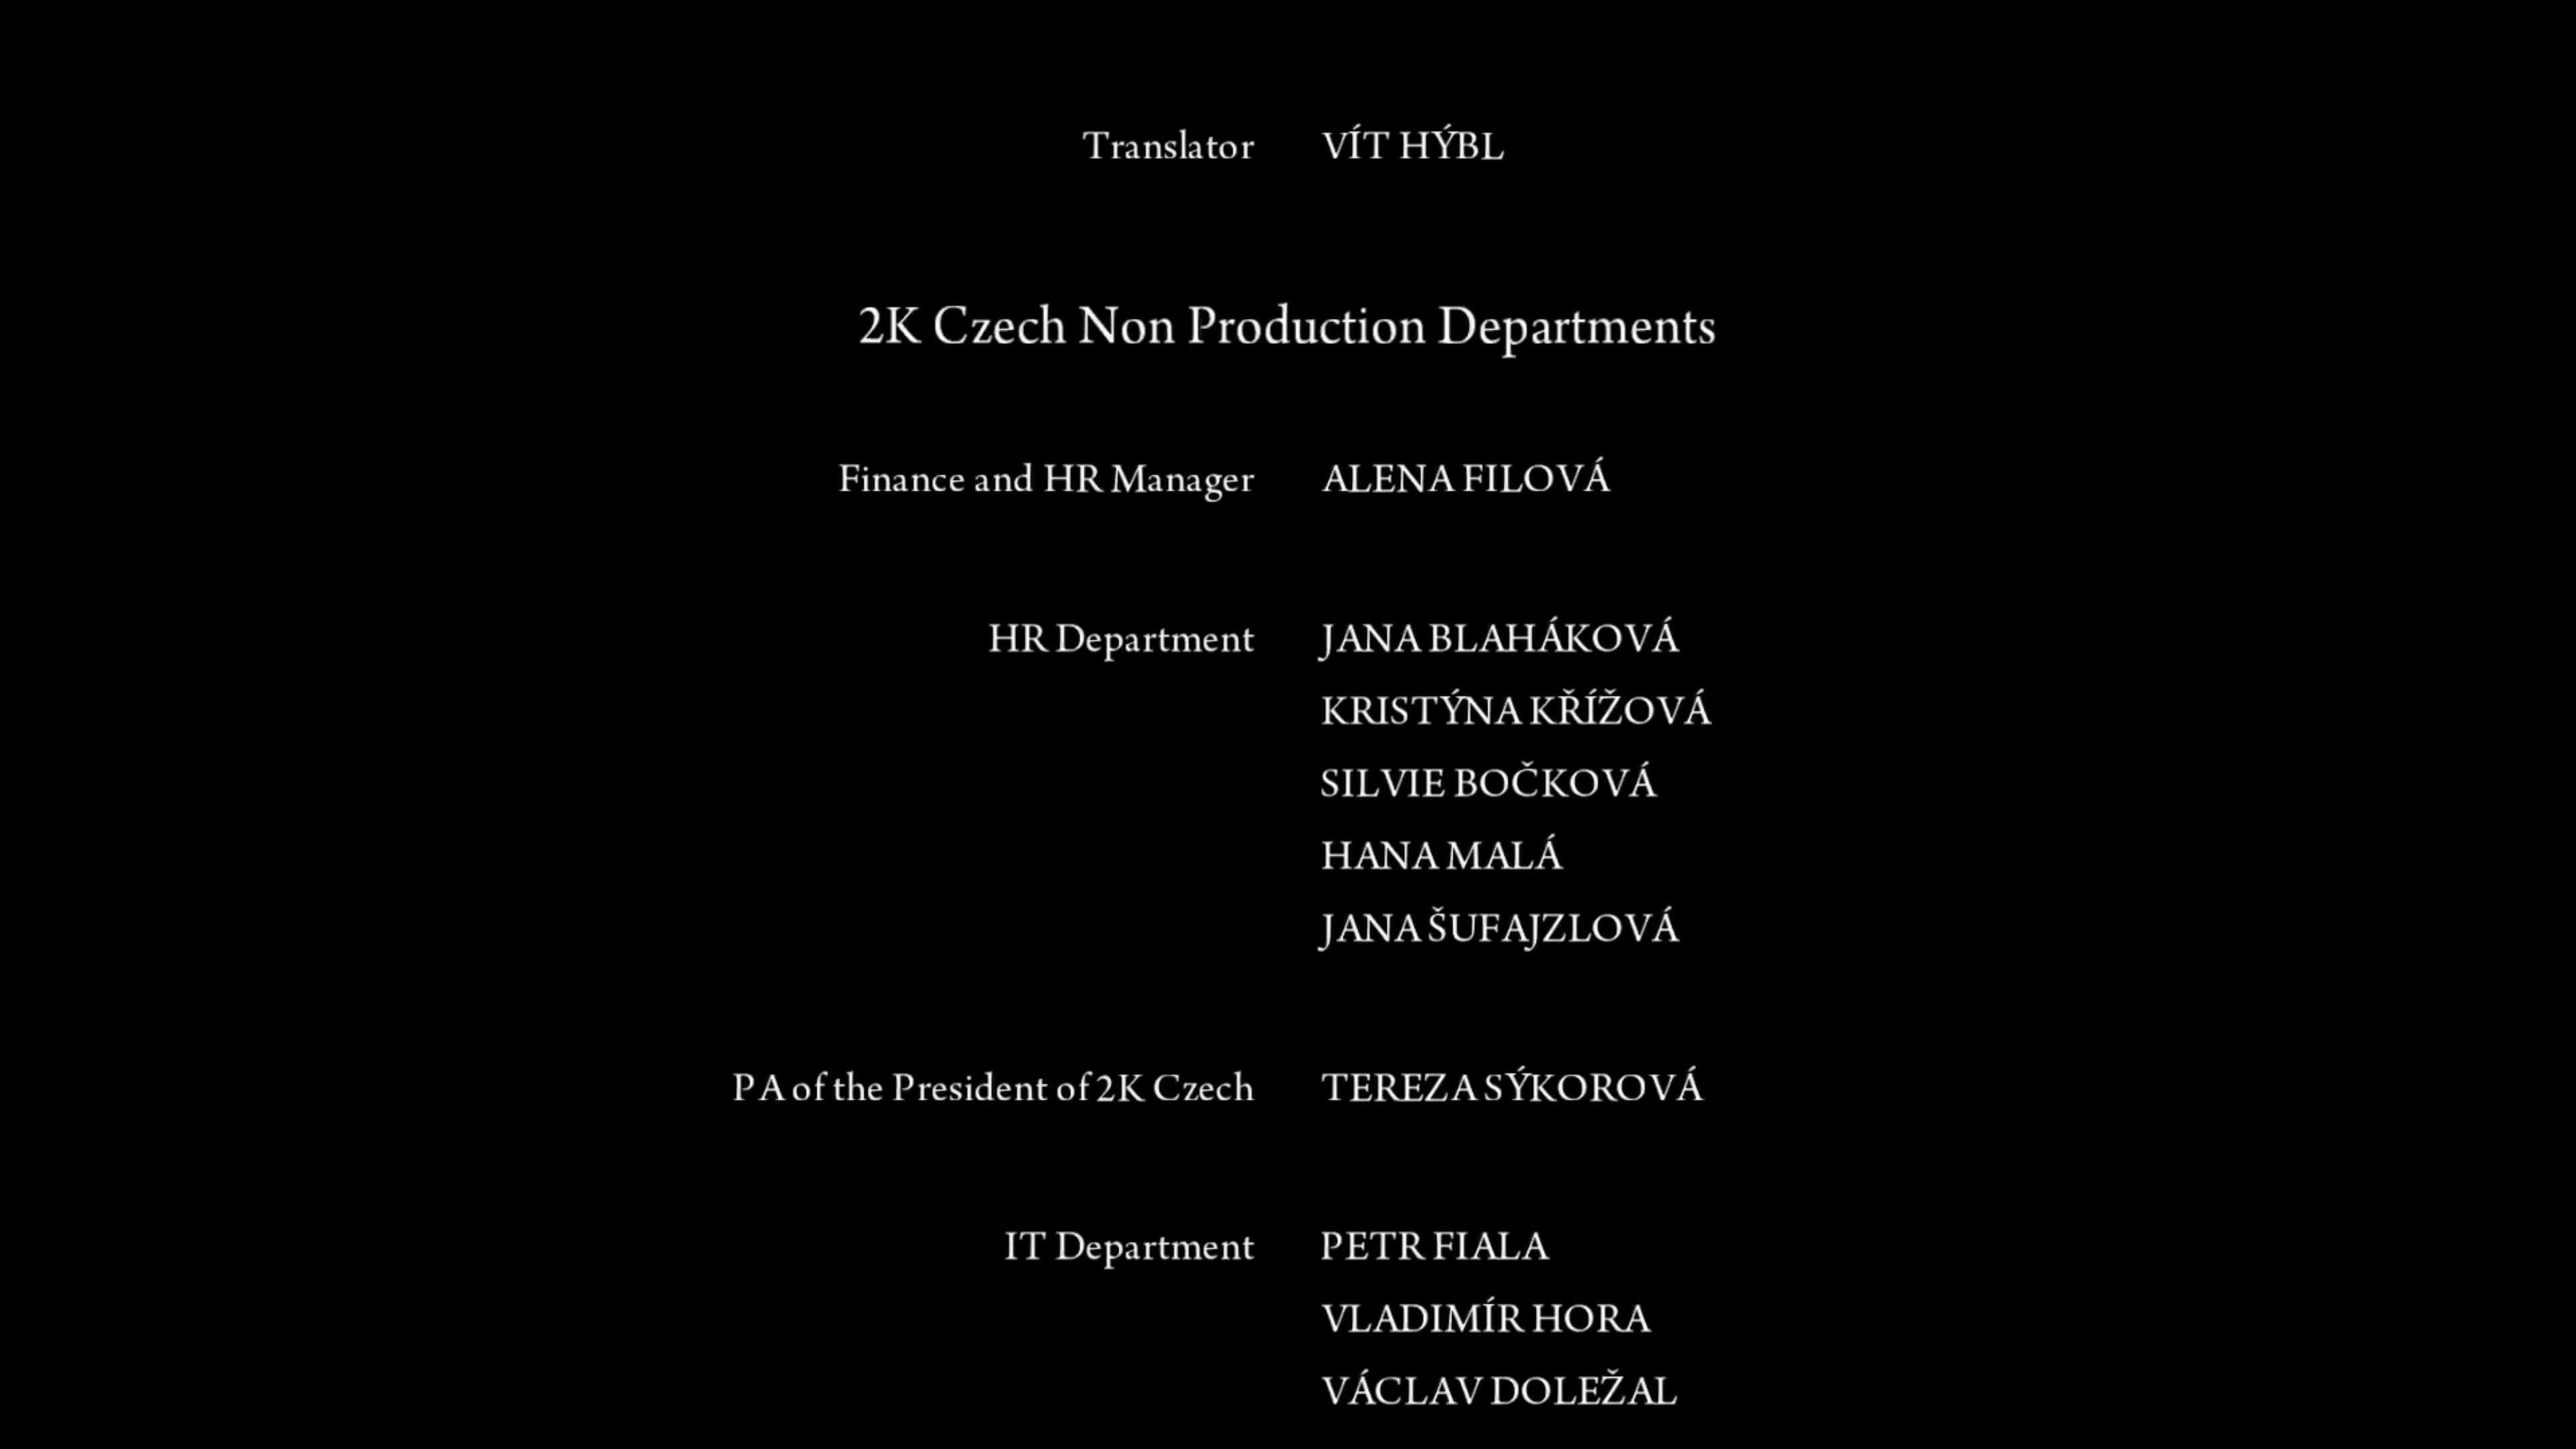 Translator VÍT HÝBL
2K Czech Non Production Departments
Finance and HR Manager ALENA FILOVÁ
HR Department JANA BLAHÁKOVÁ
KRISTÝNA KŘÍŽOVÁ
SILVIE BOČKOVÁ
HANA MALÁ
JANA ŠUFAJZLOVÁ
PA of the President of 2K Czech TEREZA SÝKOROVÁ
IT Department PETR FIALA
VLADIMÍR HORA
VÁCLAV DOLEŽAL